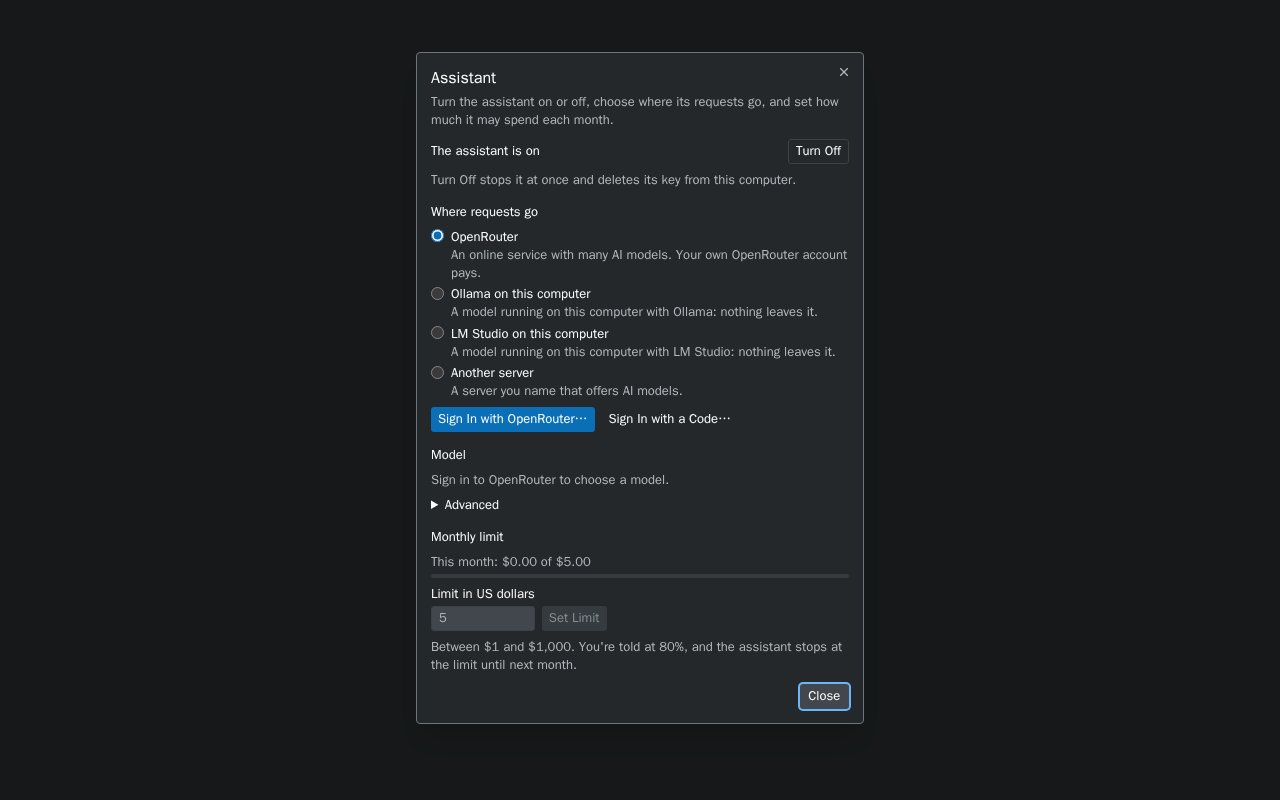 Assistant
Turn the assistant on or off, choose where its requests go, and set how
much it may spend each month.
The assistant is on
Turn Off
Turn Off stops it at once and deletes its key from this computer.
Where requests go
OpenRouter
An online service with many AI models. Your own OpenRouter account
pays.
Ollama on this computer
A model running on this computer with Ollama: nothing leaves it.
LM Studio on this computer
A model running on this computer with LM Studio: nothing leaves it.
Another server
A server you name that offers AI models.
Sign In with OpenRouter…
Sign In with a Code…
Model
Sign in to OpenRouter to choose a model.
Advanced
Monthly limit
This month: $0.00 of $5.00
Limit in US dollars
5
Set Limit
Between $1 and $1,000. You're told at 80%, and the assistant stops at
the limit until next month.
Close